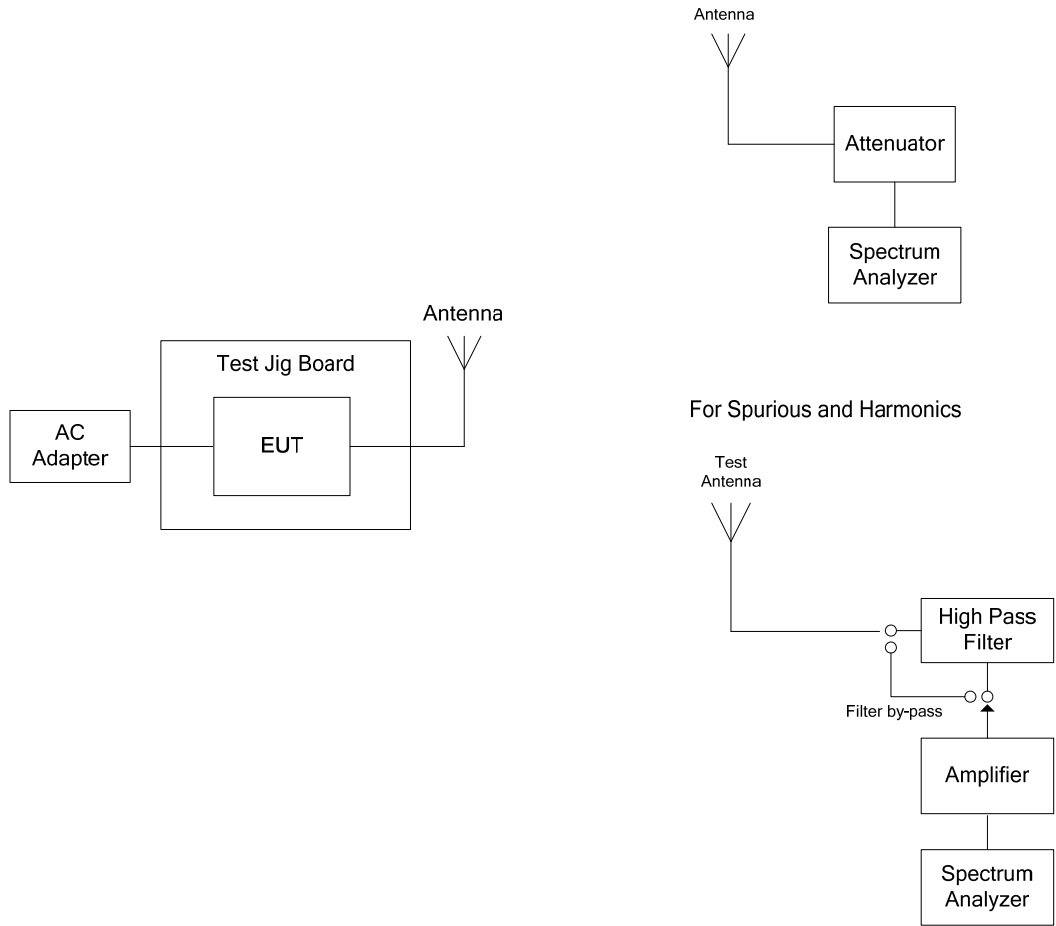 Antenna
Attenuator
Spectrum
Analyzer
Antenna
Test Jig Board
AC
Adapter
EUT
For Spurious and Harmonics
Test
Antenna
High Pass
Filter
Filter by-pass
Amplifier
Spectrum
Analyzer